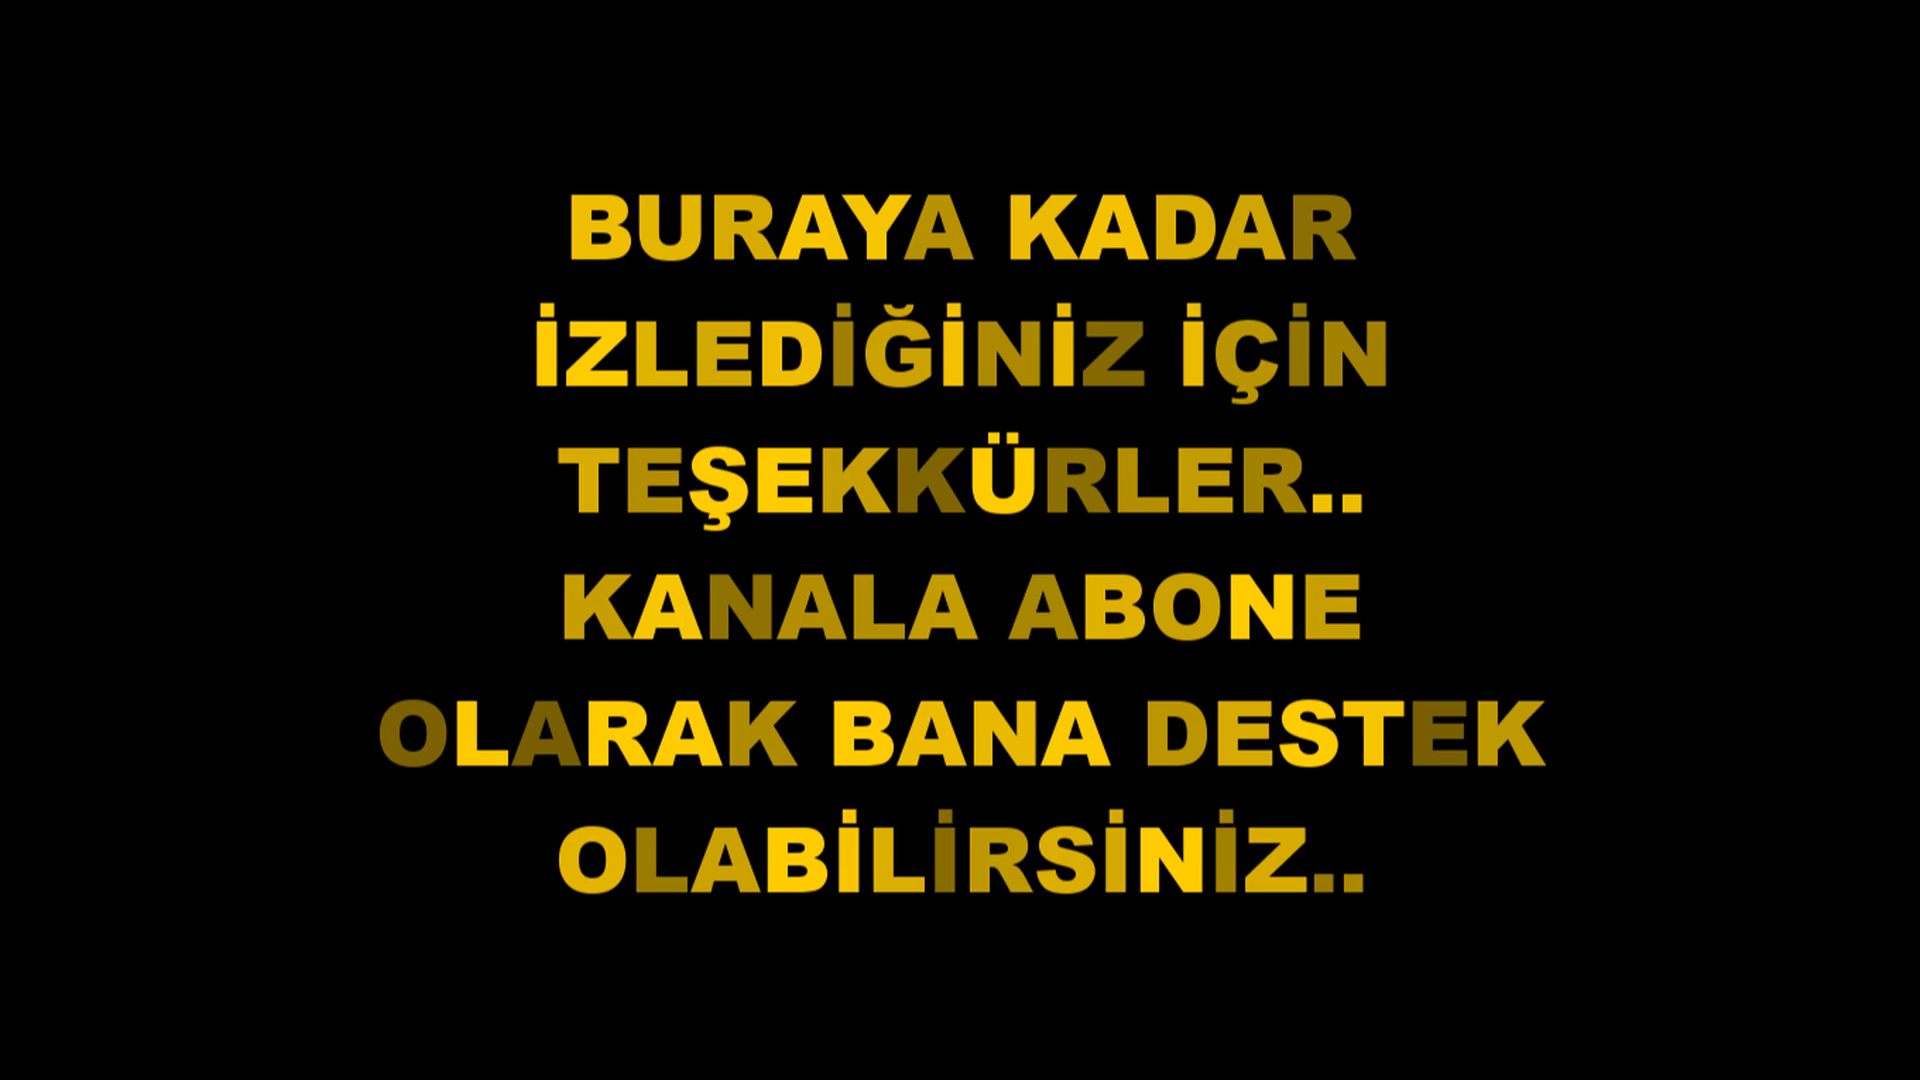 BURAYA KADAR
İZLEDİĞİNİZ İÇİN
TEŞEKKÜRLER..
KANALA ABONE
OLARAK BANA DESTEK
OLABİLİRSİNİZ..